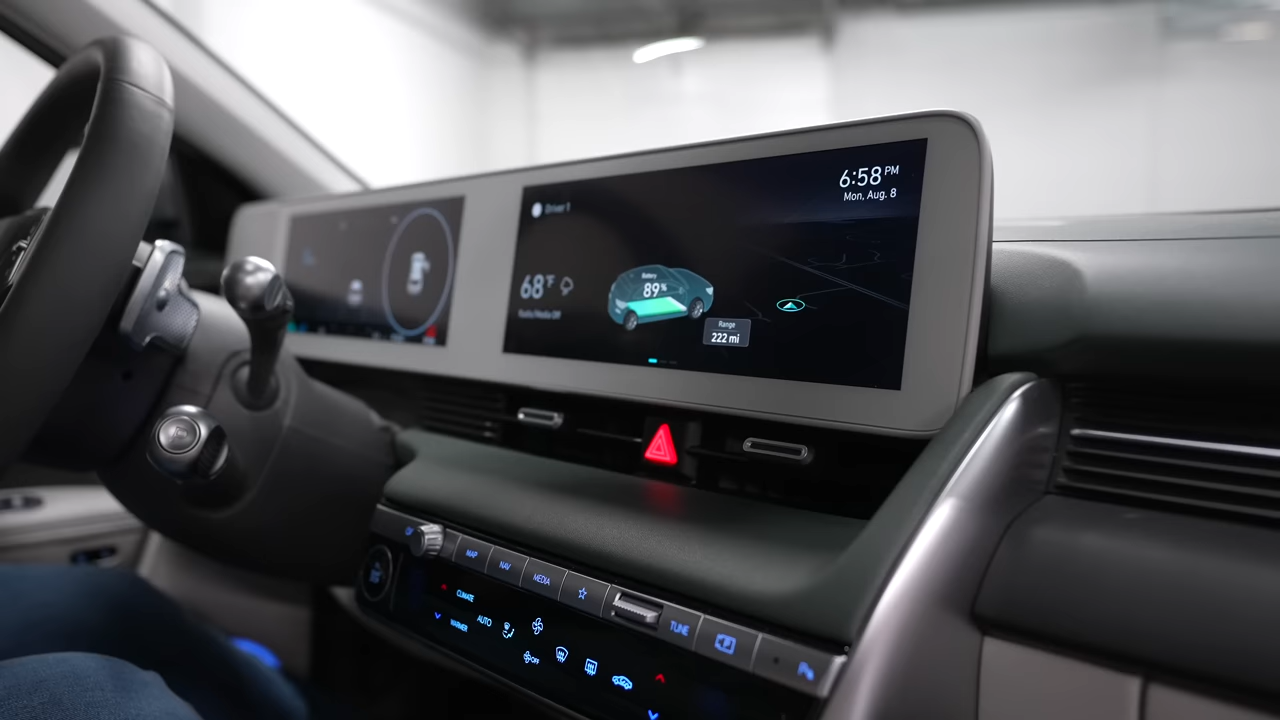 6:58 PM
Mon, Aug. 8
Driver 1
68°F
Radio/Media Off
Battery
89%
Range
222 mi
MAP
NAV
MEDIA
TUNE
CLIMATE
WARMER
AUTO
OFF